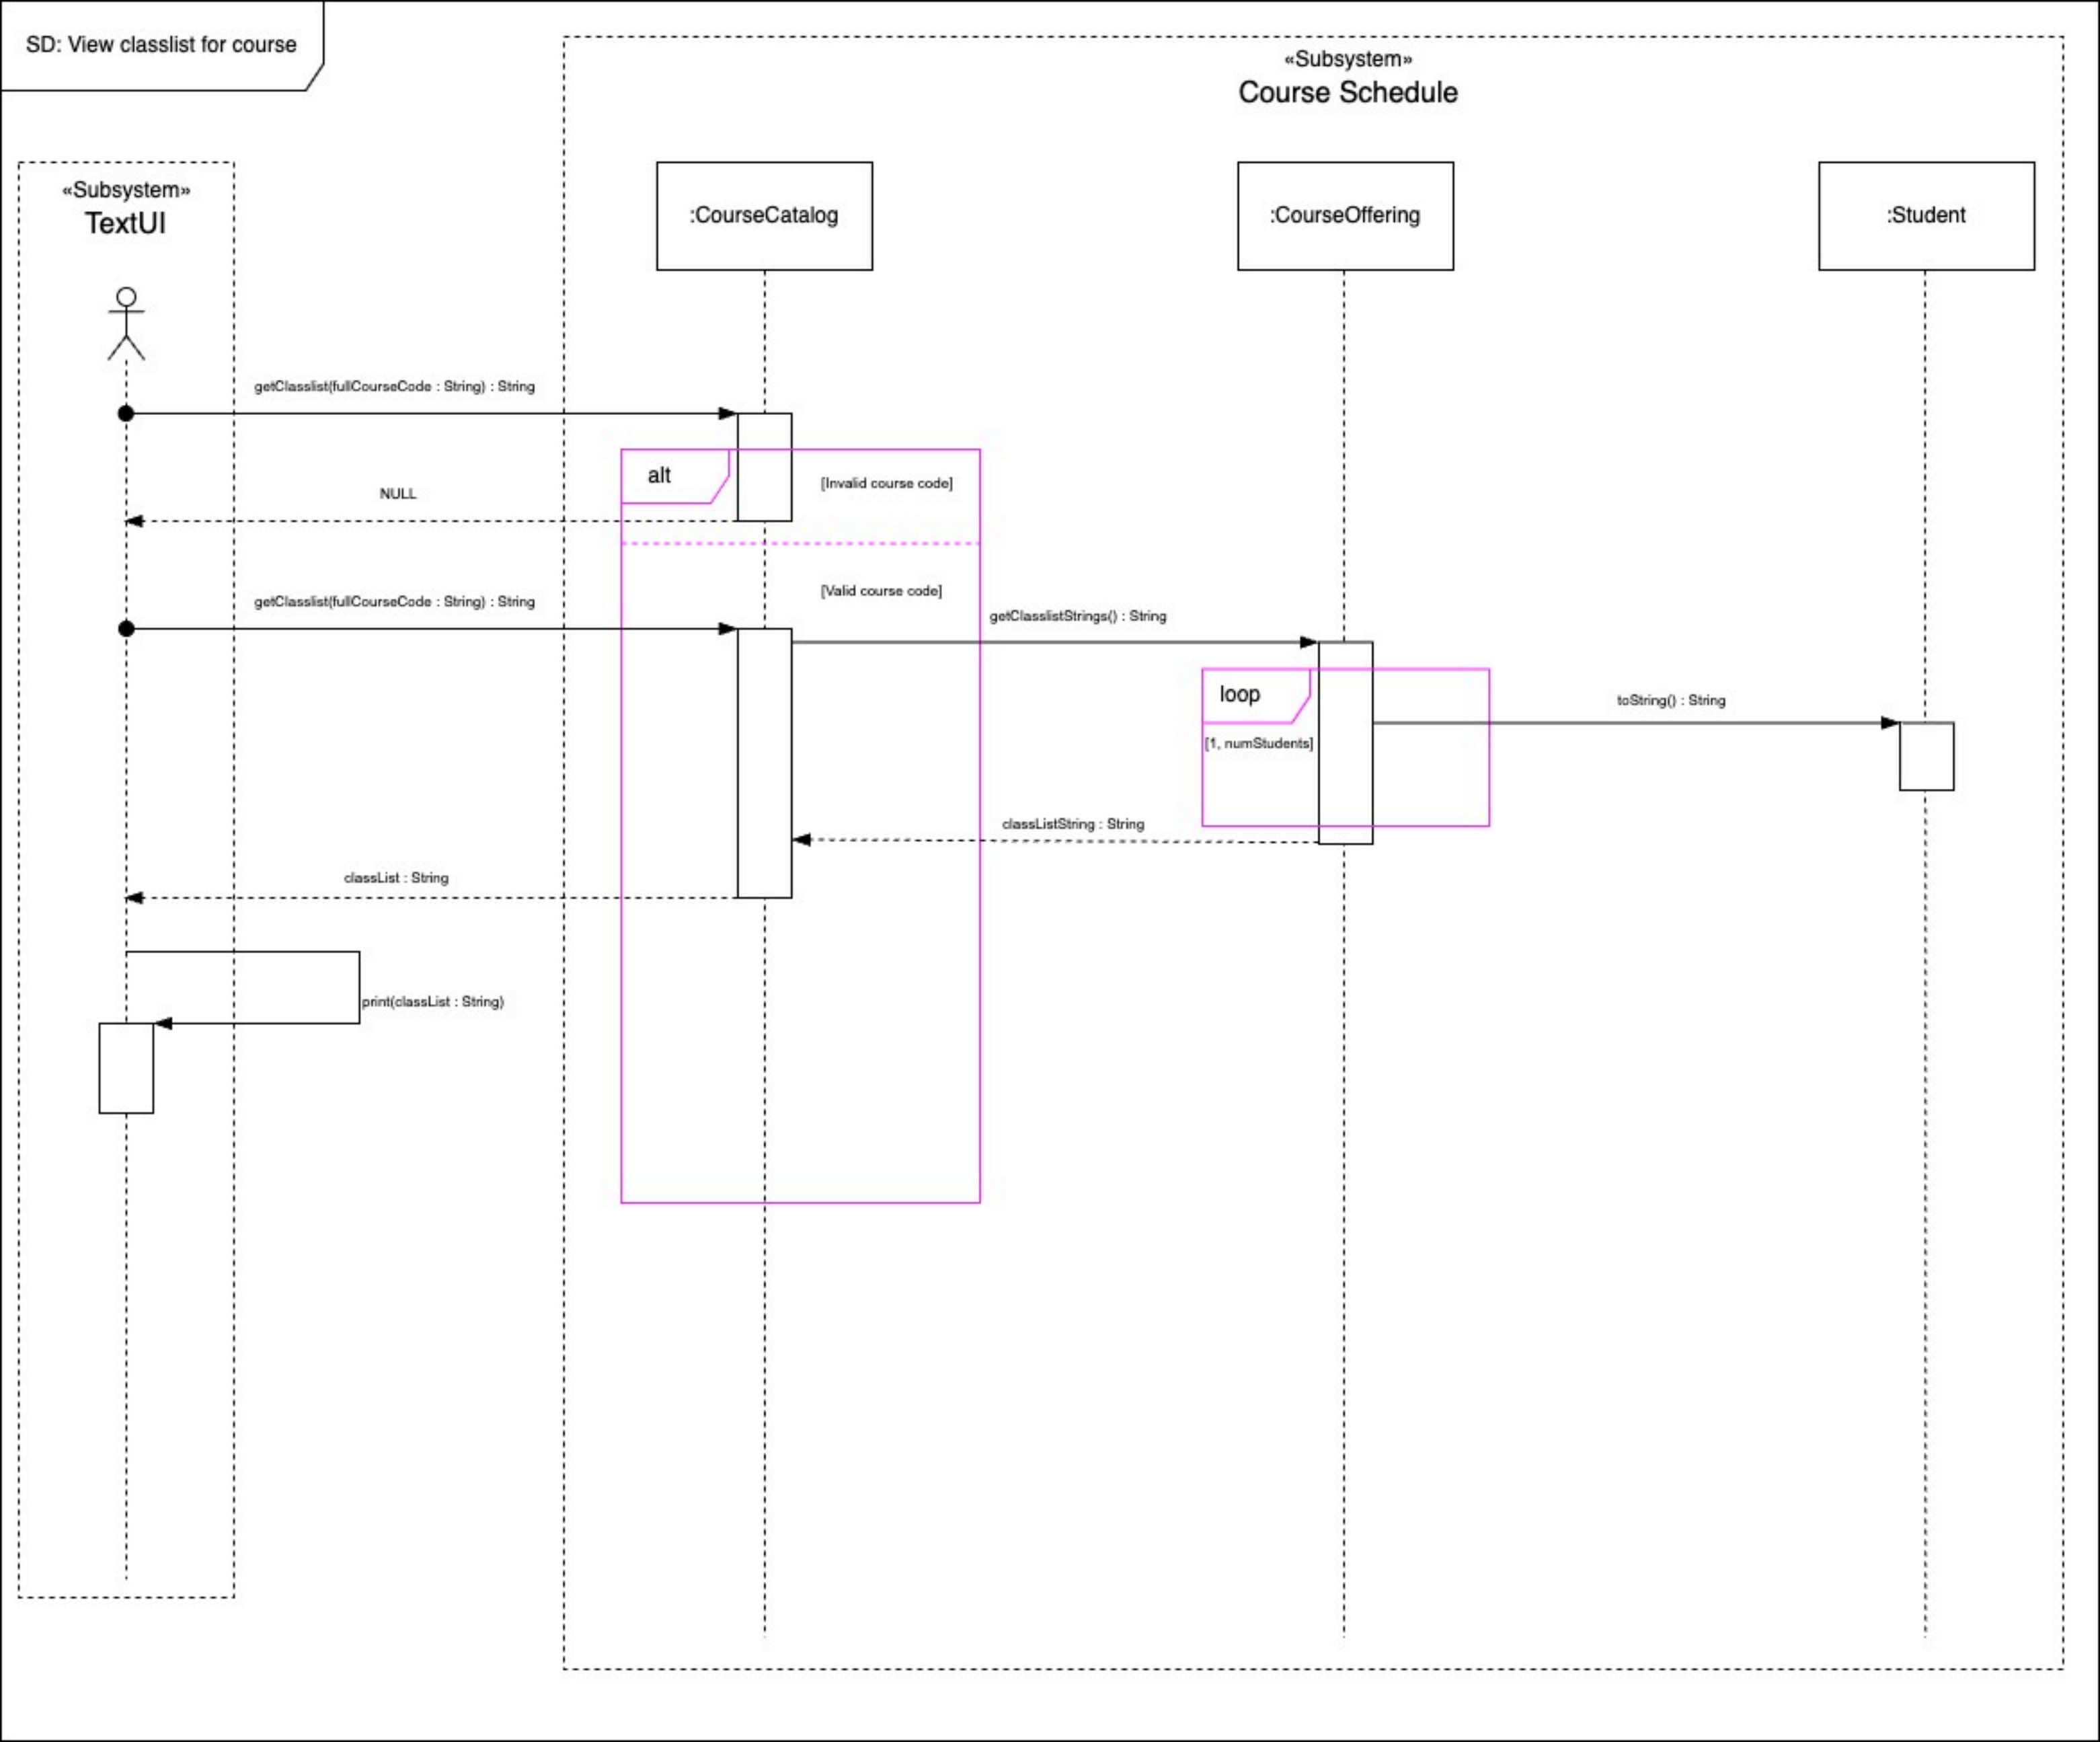 SD: View classlist for course
«Subsystem»
Course Schedule
«Subsystem»
TextUI
:CourseCatalog
:CourseOffering
:Student
getClasslist(fullCourseCode : String) : String
alt
[Invalid course code]
NULL
[Valid course code]
getClasslist(fullCourseCode : String) : String
getClasslistStrings() : String
loop
toString() : String
[1, numStudents]
classListString : String
classList : String
print(classList : String)